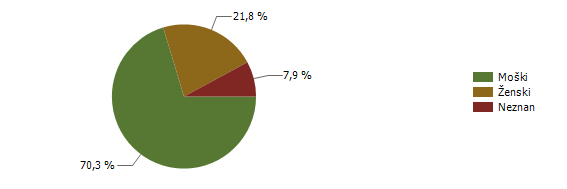 21,8 %
7,9 %
70,3 %
Moški
Ženski
Neznan